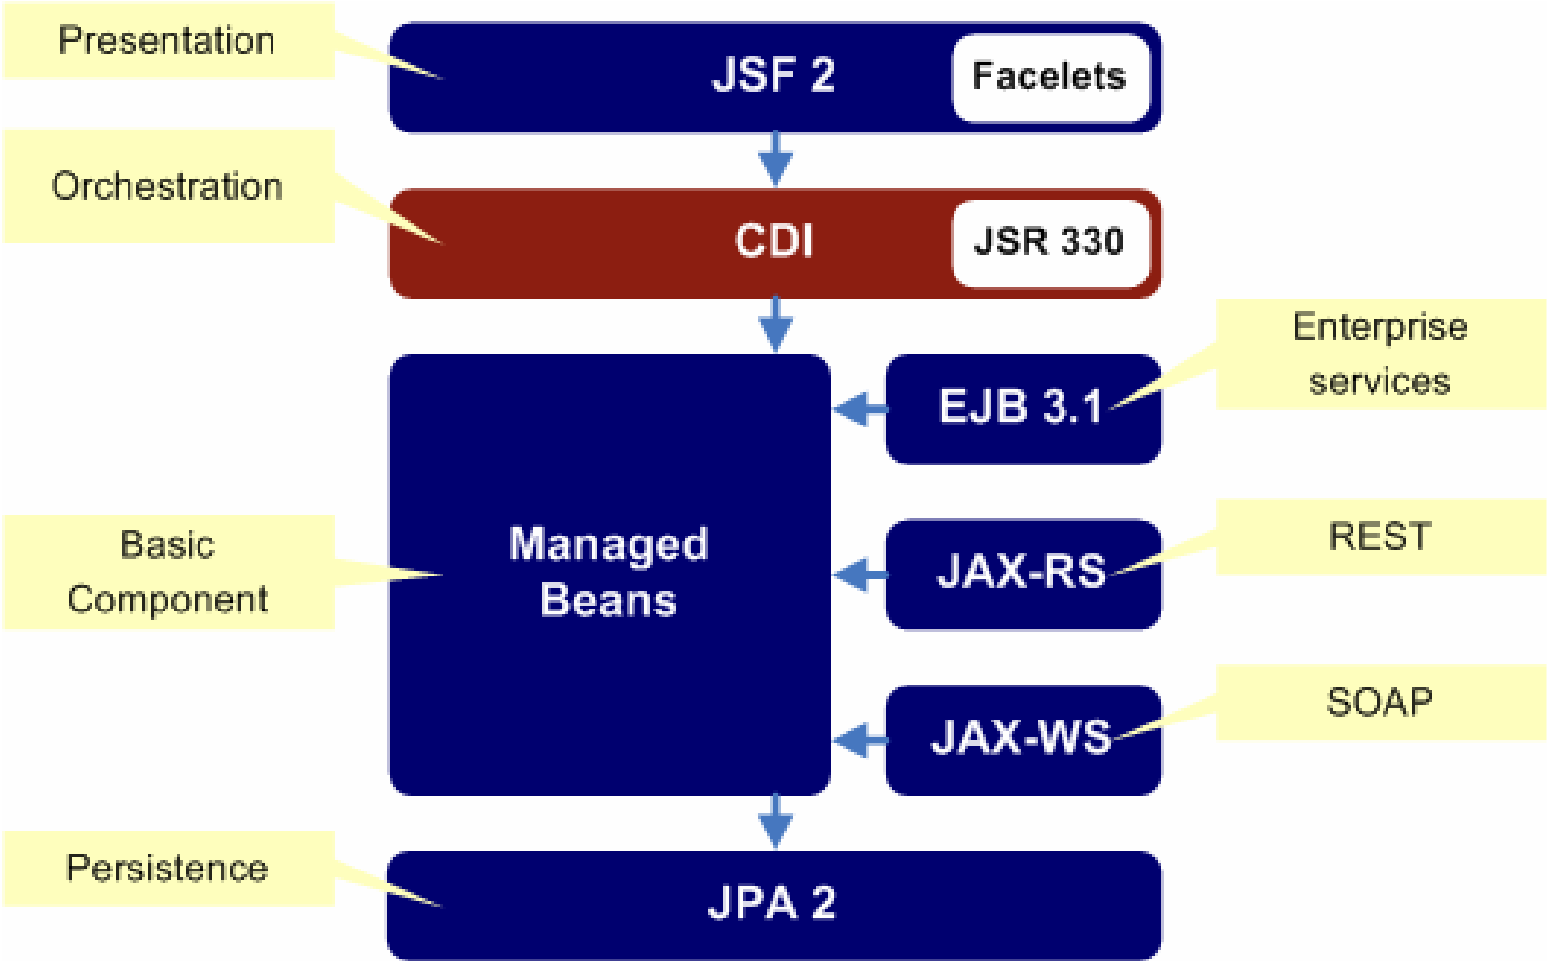 Presentation
JSF 2
Facelets
Orchestration
CDI
JSR 330
Enterprise
services
EJB 3.1
Basic
Component
Managed
Beans
JAX-RS
REST
JAX-WS
SOAP
Persistence
JPA 2